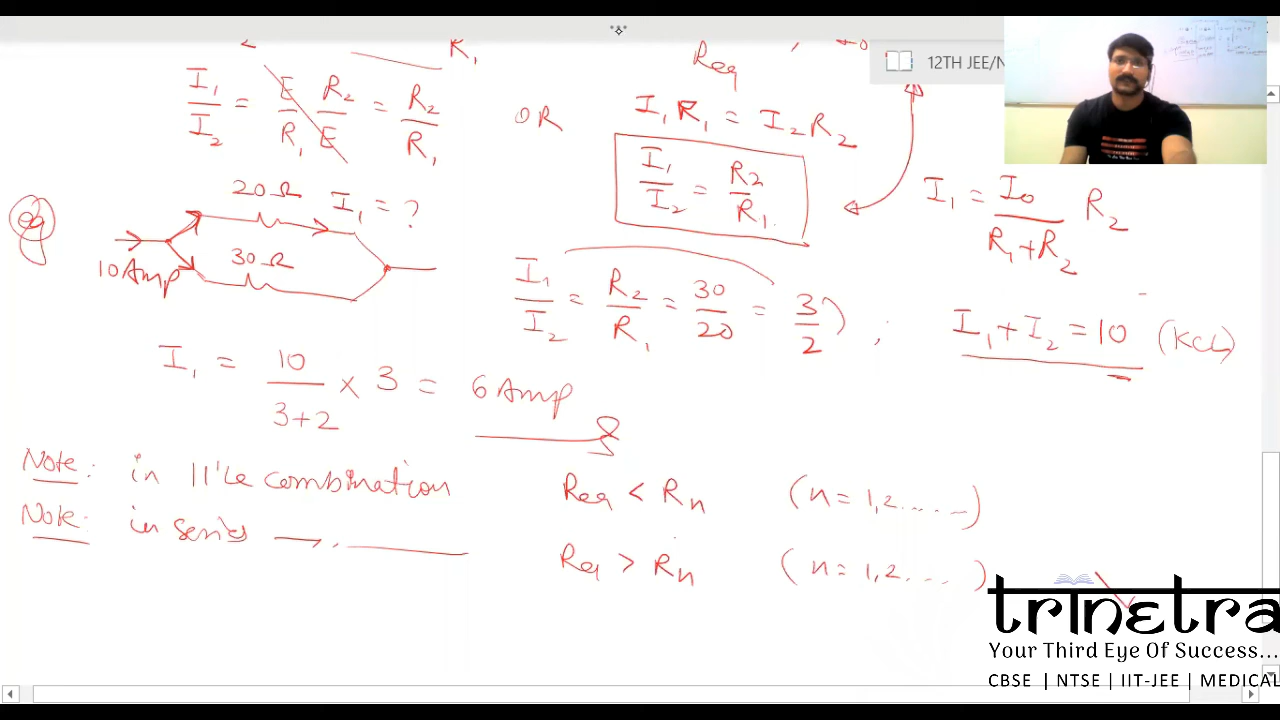 Req
R₁
12TH JEE/N
I₁/I₂ = E/R₁ R₂/E = R₂/R₁
OR
I₁R₁ = I₂R₂
I₁/I₂ = R₂/R₁
I₁ = I₀/(R₁+R₂) R₂
eg
20Ω
I₁ = ?
10 Amp
30Ω
I₁/I₂ = R₂/R₁ = 30/20 = 3/2 ;
I₁ + I₂ = 10 (KCL)
I₁ = 10/(3+2) × 3 = 6 Amp
Note: in ll'le combination Req < Rn (n = 1,2......)
Note: in series Req > Rn (n = 1,2.....)
trinetra
Your Third Eye Of Success...
CBSE | NTSE | IIT-JEE | MEDICAL